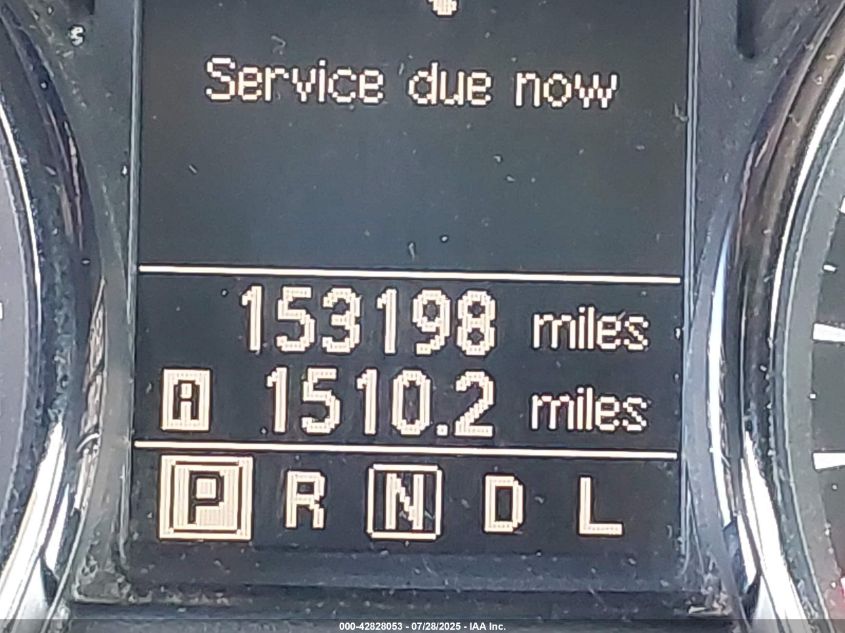 Service due now
153198 miles
A 1510.2 miles
P R N D L
000-42828053 - 07/28/2025 - IAA Inc.